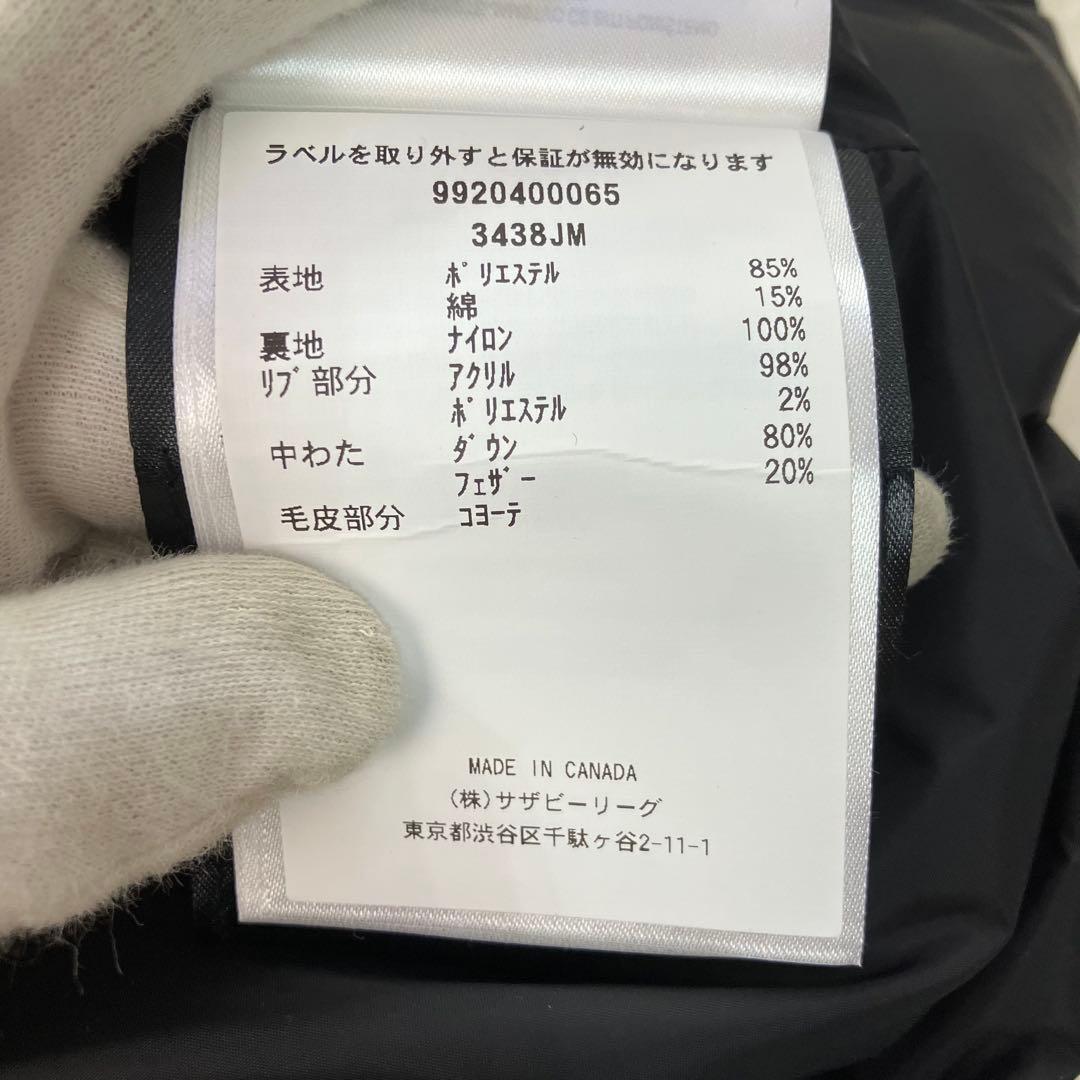 ラベルを取り外すと保証が無効になります
9920400065
3438JM
表地 ポリエステル 85%
綿 15%
裏地 ナイロン 100%
リブ部分 アクリル 98%
ポリエステル 2%
中わた ダウン 80%
フェザー 20%
毛皮部分 コヨーテ
MADE IN CANADA
(株)サザビーリーグ
東京都渋谷区千駄ヶ谷2-11-1